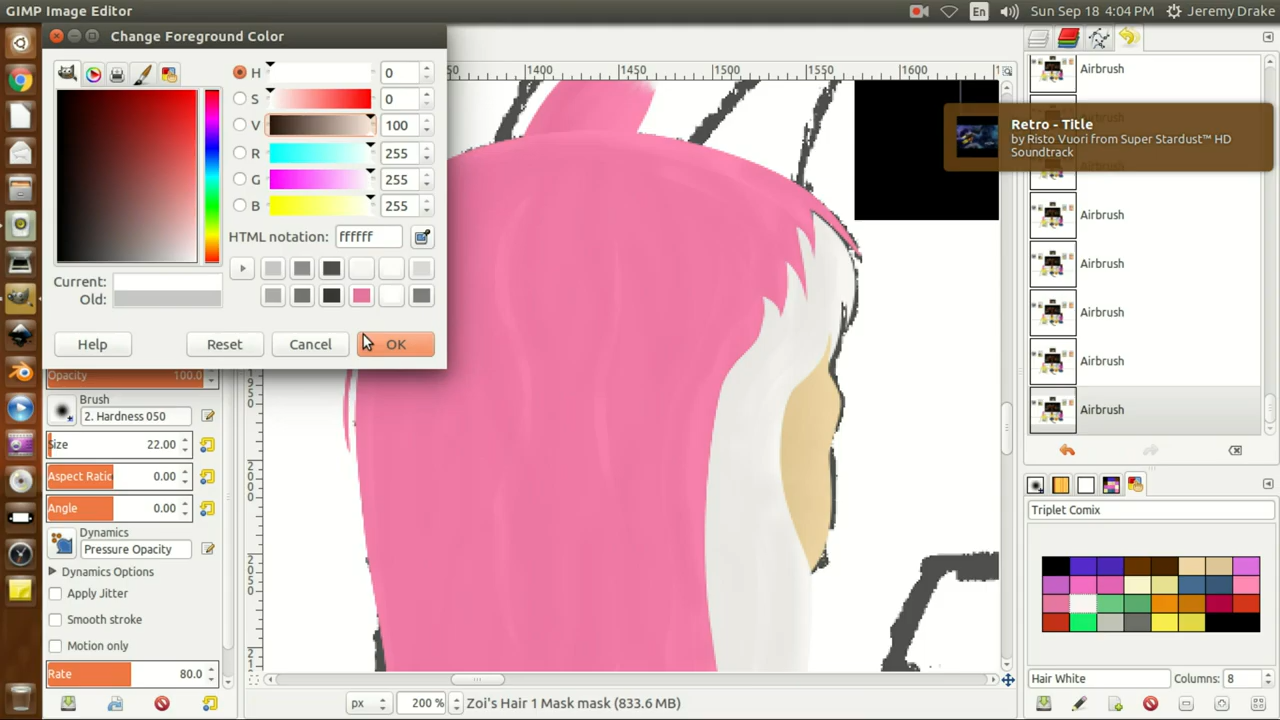 GIMP Image Editor
En
Sun Sep 18 4:04 PM
Jeremy Drake
Change Foreground Color
H 0
S 0
V 100
R 255
G 255
B 255
HTML notation: ffffff
Current:
Old:
Help
Reset
Cancel
OK
1400
1450
1500
1550
1600
Opacity 100.0
Brush
2. Hardness 050
Size 22.00
Aspect Ratio 0.00
Angle 0.00
Dynamics
Pressure Opacity
Dynamics Options
Apply Jitter
Smooth stroke
Motion only
Rate 80.0
px
200 %
Zoi's Hair 1 Mask mask (833.6 MB)
Airbrush
Retro - Title
by Risto Vuori from Super Stardust™ HD
Soundtrack
Airbrush
Airbrush
Airbrush
Airbrush
Airbrush
Triplet Comix
Hair White
Columns: 8